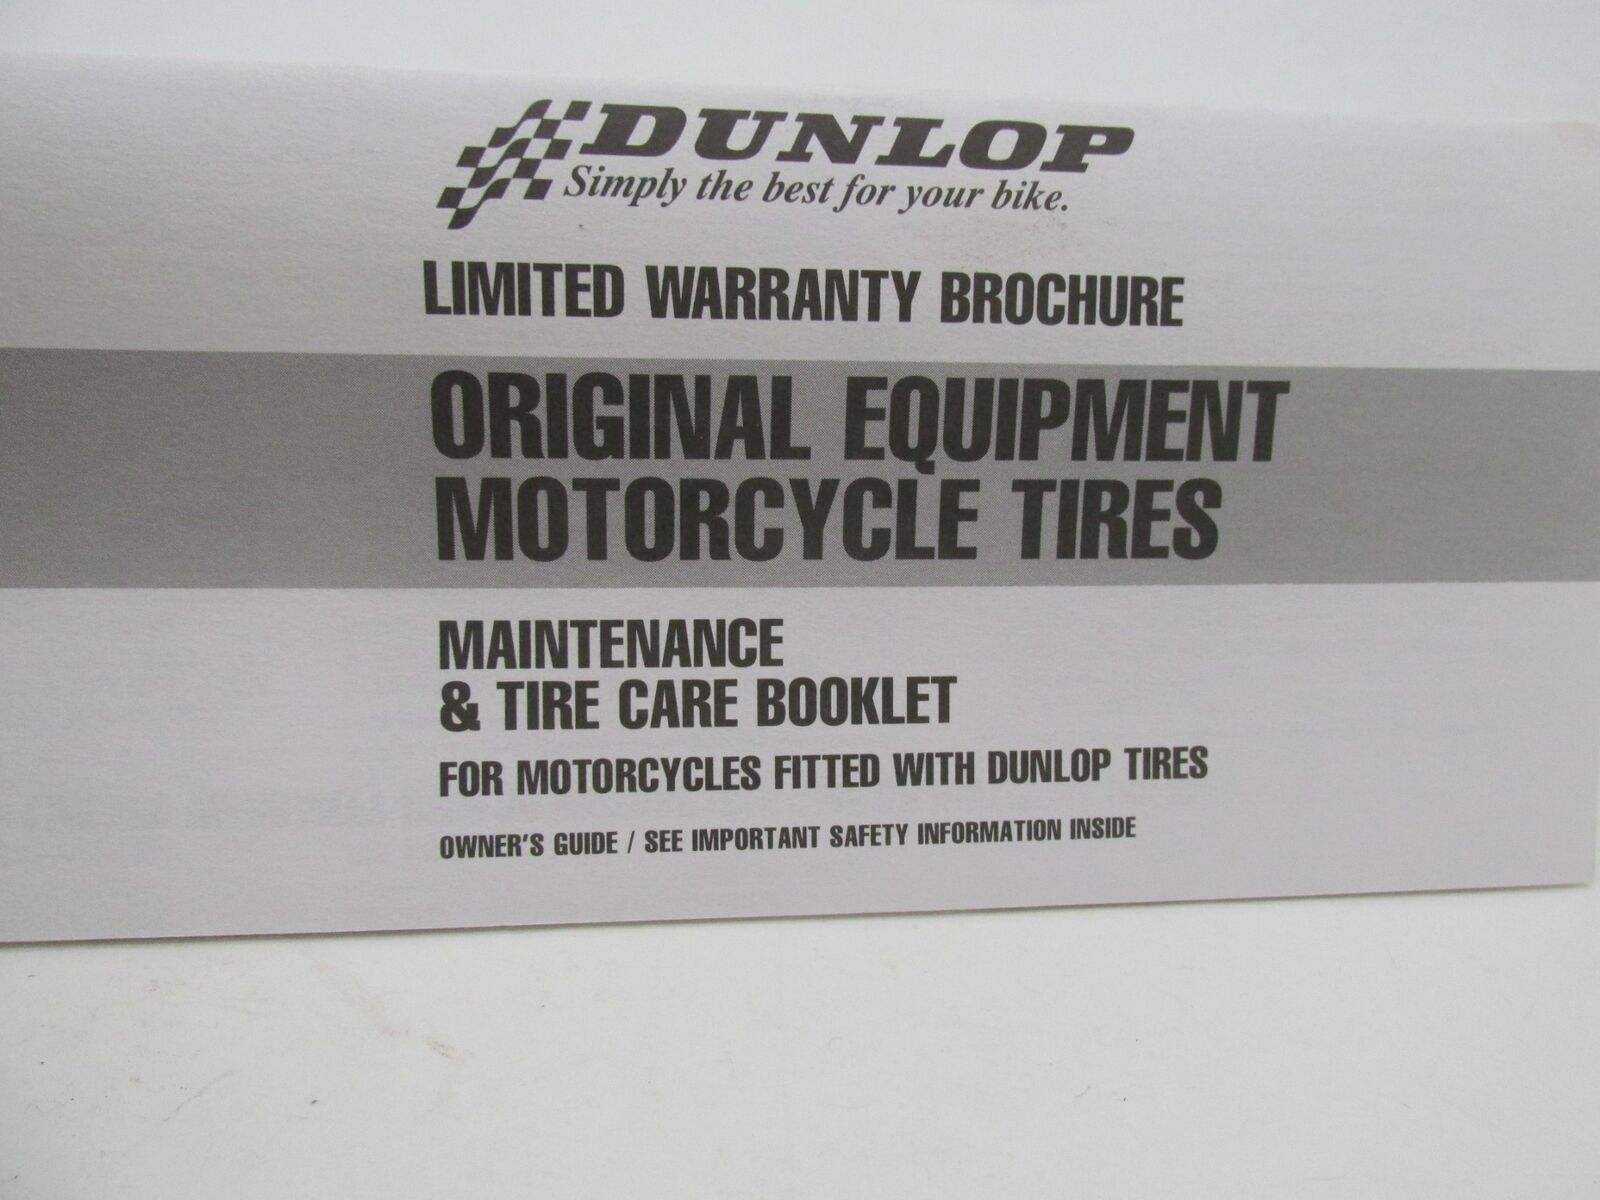 DUNLOP
Simply the best for your bike.
LIMITED WARRANTY BROCHURE
ORIGINAL EQUIPMENT
MOTORCYCLE TIRES
MAINTENANCE
& TIRE CARE BOOKLET
FOR MOTORCYCLES FITTED WITH DUNLOP TIRES
OWNER'S GUIDE / SEE IMPORTANT SAFETY INFORMATION INSIDE